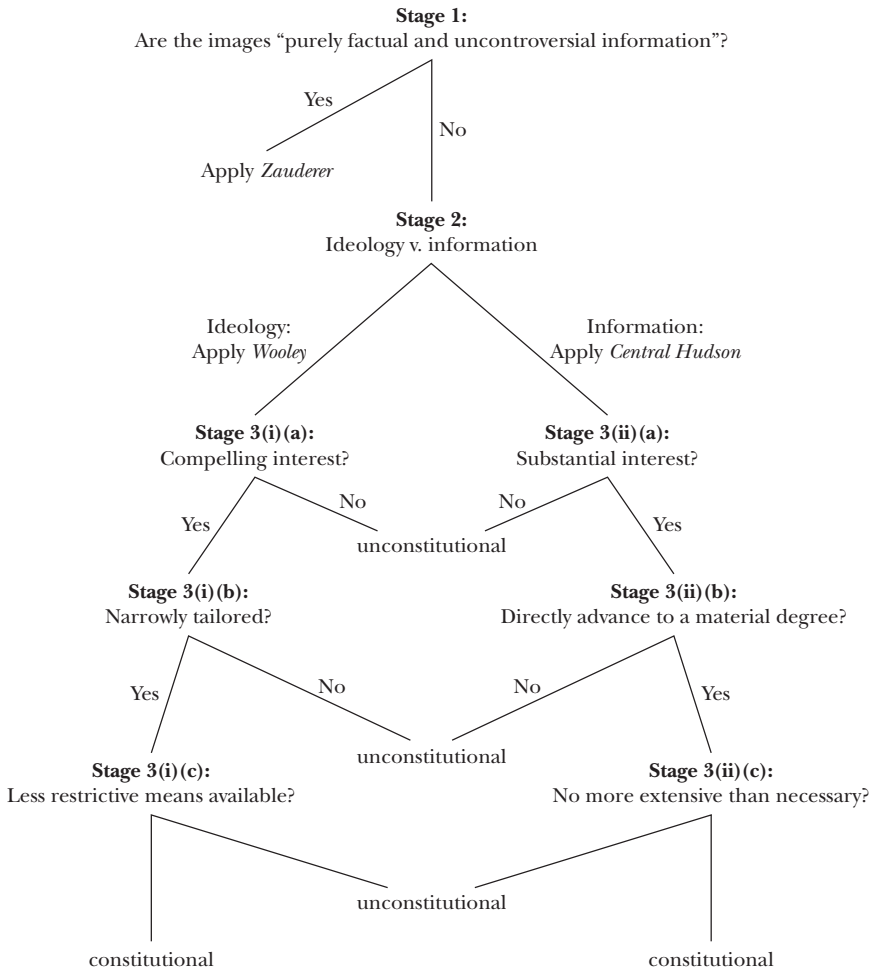 Stage 1:
Are the images “purely factual and uncontroversial information”?
Yes
No
Apply Zauderer
Stage 2:
Ideology v. information
Ideology:
Apply Wooley
Information:
Apply Central Hudson
Stage 3(i)(a):
Compelling interest?
Stage 3(ii)(a):
Substantial interest?
Yes
No
No
Yes
unconstitutional
Stage 3(i)(b):
Narrowly tailored?
Stage 3(ii)(b):
Directly advance to a material degree?
Yes
No
No
Yes
unconstitutional
Stage 3(i)(c):
Less restrictive means available?
Stage 3(ii)(c):
No more extensive than necessary?
unconstitutional
constitutional
constitutional